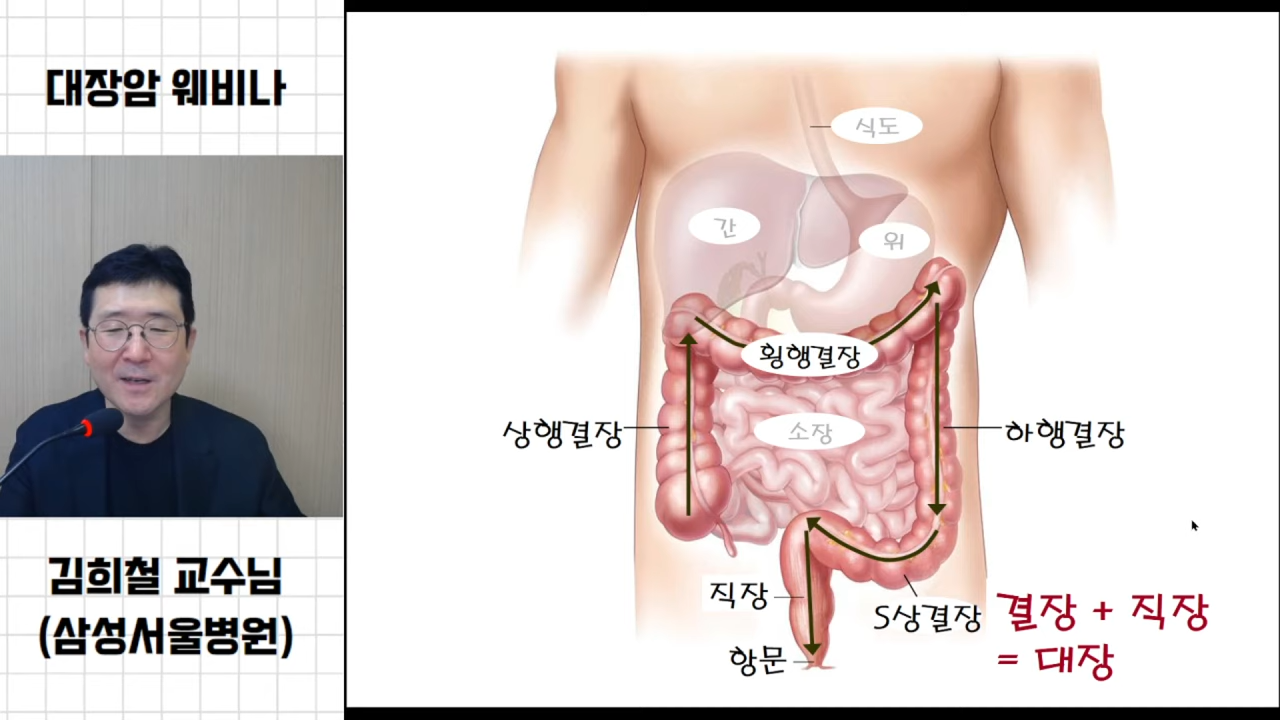 대장암 웨비나
김희철 교수님
(삼성서울병원)
식도
간
위
횡행결장
상행결장
소장
하행결장
직장
S상결장
항문
결장 + 직장
= 대장